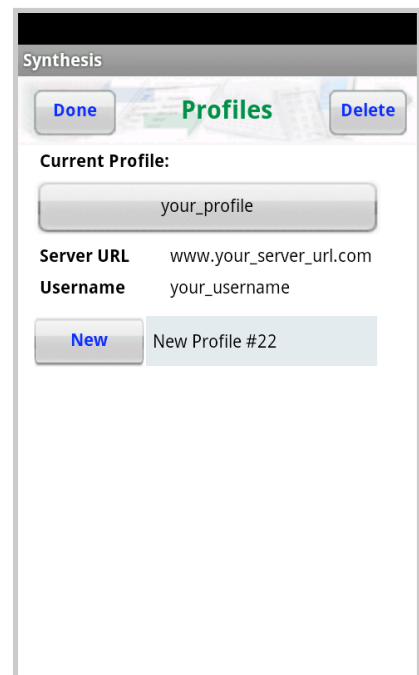 Synthesis
Done Profiles Delete
Current Profile:
your_profile
Server URL www.your_server_url.com
Username your_username
New New Profile #22